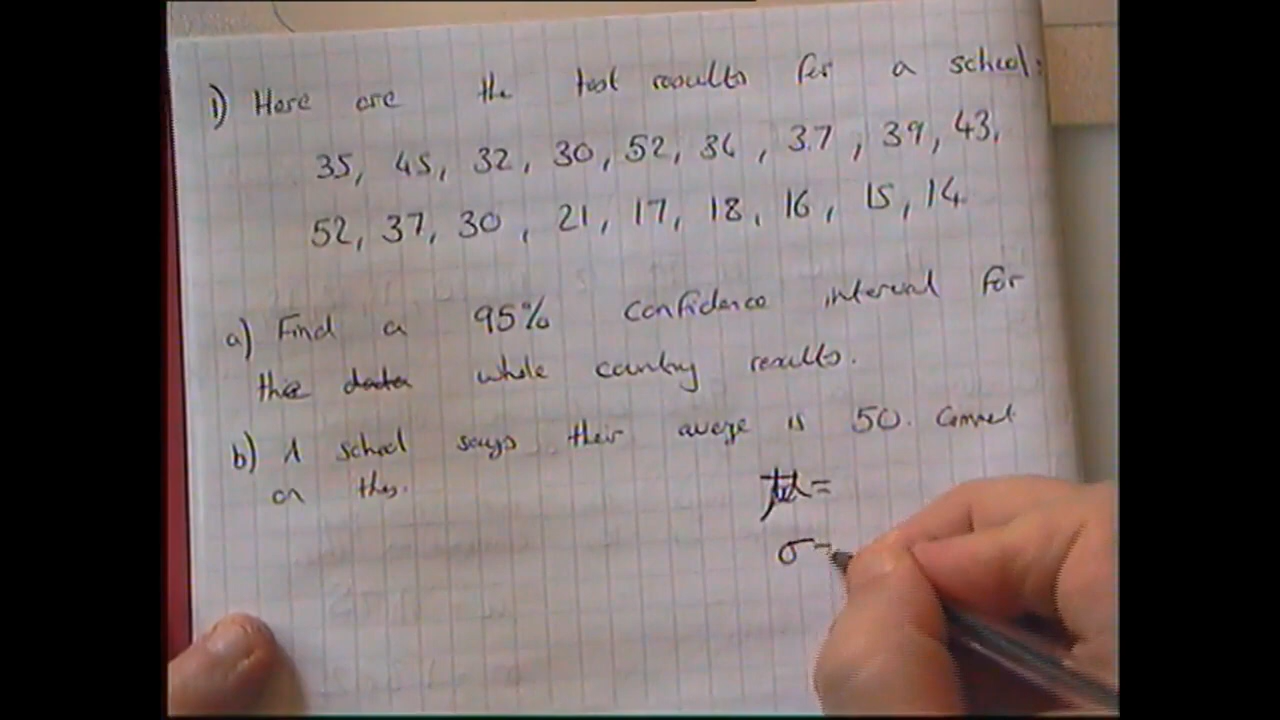 1) Here are the test results for a school:
35, 45, 32, 30, 52, 36, 37, 39, 43,
52, 37, 30, 21, 17, 18, 16, 15, 14
a) Find a 95% confidence interval for
the data whole country results.
b) A school says their average is 50. Comment
on this.
=
σ =